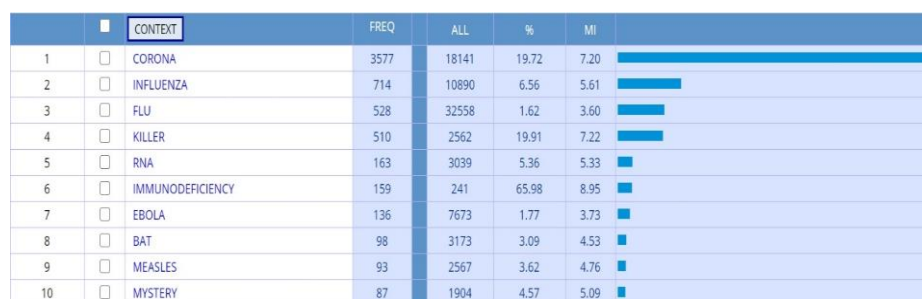 CONTEXT FREQ ALL % MI
1 CORONA 3577 18141 19.72 7.20
2 INFLUENZA 714 10890 6.56 5.61
3 FLU 528 32558 1.62 3.60
4 KILLER 510 2562 19.91 7.22
5 RNA 163 3039 5.36 5.33
6 IMMUNODEFICIENCY 159 241 65.98 8.95
7 EBOLA 136 7673 1.77 3.73
8 BAT 98 3173 3.09 4.53
9 MEASLES 93 2567 3.62 4.76
10 MYSTERY 87 1904 4.57 5.09